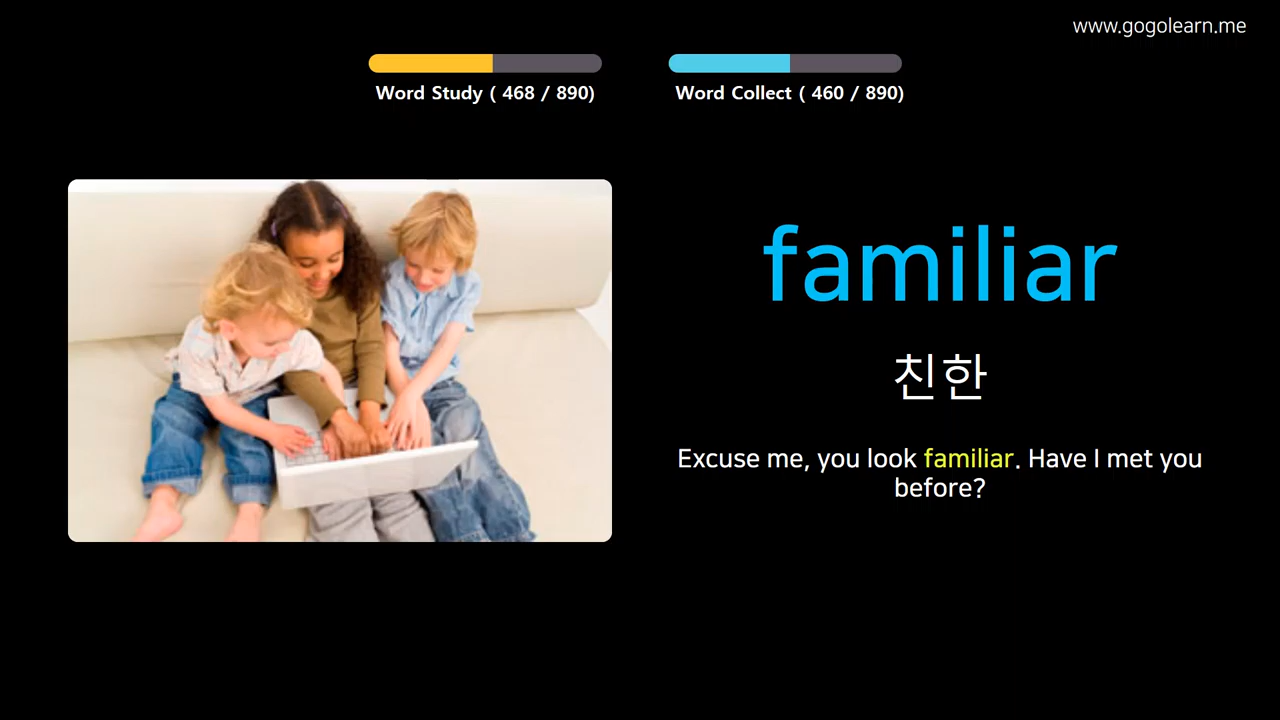 www.gogolearn.me
Word Study ( 468 / 890)
Word Collect ( 460 / 890)
familiar
친한
Excuse me, you look familiar. Have I met you
before?